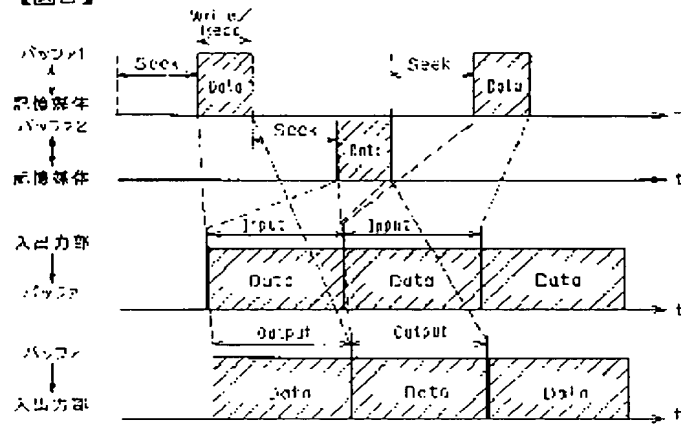 Write/
Read
バッファ1
Seek
Data
Seek
Data
記憶媒体
バッファ2
Seek
Data
記憶媒体
t
Input
Input
入出力部
Data
Data
Data
バッファ
t
Output
Output
バッファ
Data
Data
Data
入出力部
t